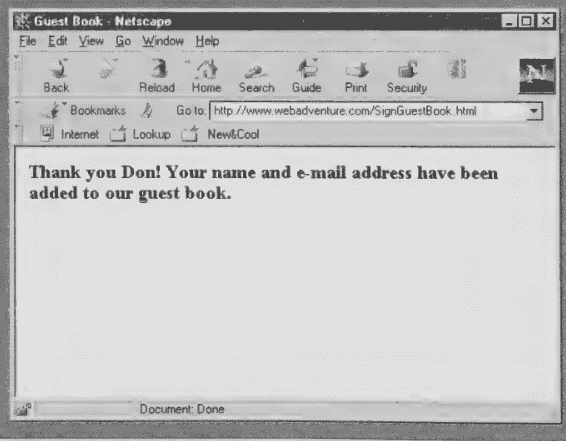 Guest Book - Netscape
File Edit View Go Window Help
Back Reload Home Search Guide Print Security
N
Bookmarks Go to: http://www.webadventure.com/SignGuestBook.html
Internet Lookup New&Cool
Thank you Don! Your name and e-mail address have been
added to our guest book.
Document: Done